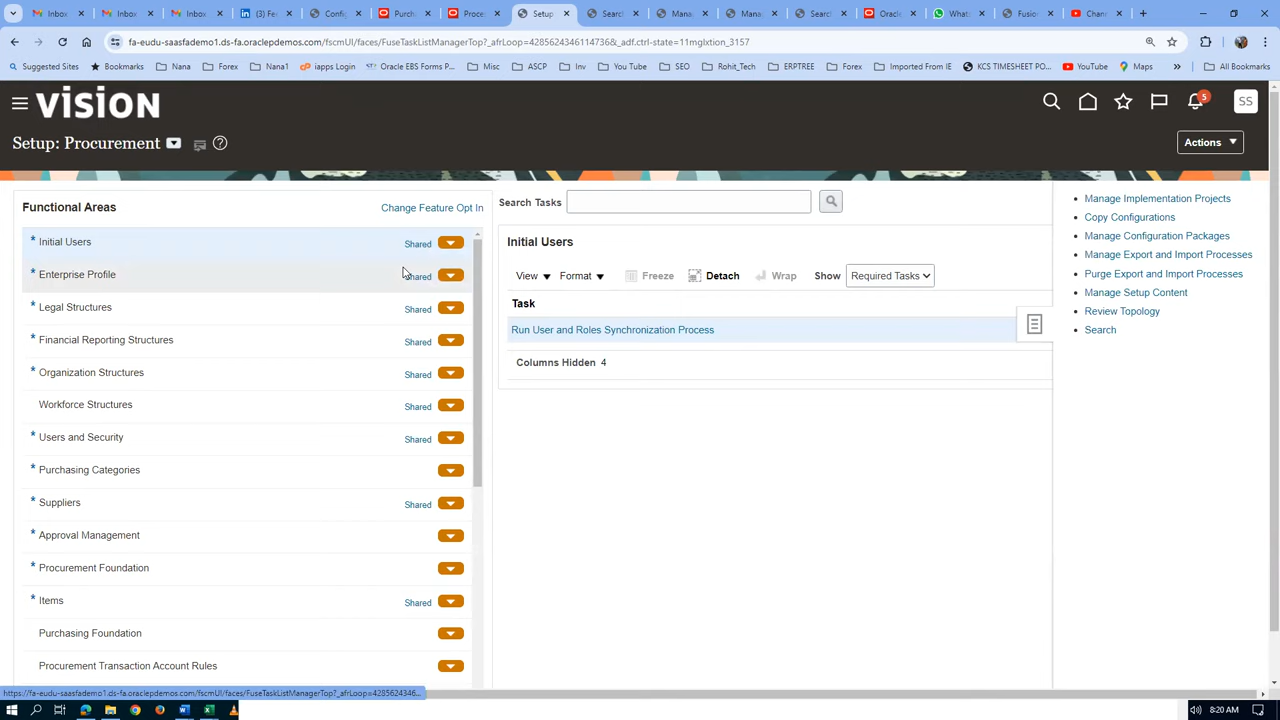 Inbox
Inbox
Inbox
(3) Fe
Config
Purch
Proce
Setup
Search
Mana
Mana
Search
Oracl
What
Fusion
Chan
fa-eudu-saasfademo1.ds-fa.oraclepdemos.com/fscmUI/faces/FuseTaskListManagerTop?_afrLoop=4285624346114736&_adf.ctrl-state=11mglxtion_3157
Suggested Sites
Bookmarks
Nana
Forex
Nana1
iapps Login
Oracle EBS Forms P...
Misc
ASCP
Inv
You Tube
SEO
Rohit_Tech
ERPTREE
Forex
Imported From IE
KCS TIMESHEET PO...
YouTube
Maps
»
All Bookmarks
VISION
5
SS
Setup: Procurement
Actions
Functional Areas
Change Feature Opt In
* Initial Users Shared
* Enterprise Profile Shared
* Legal Structures Shared
* Financial Reporting Structures Shared
* Organization Structures Shared
Workforce Structures Shared
* Users and Security Shared
* Purchasing Categories
* Suppliers Shared
* Approval Management
* Procurement Foundation
* Items Shared
Purchasing Foundation
Procurement Transaction Account Rules
Search Tasks
Initial Users
View Format Freeze Detach Wrap Show Required Tasks
Task
Run User and Roles Synchronization Process
Columns Hidden 4
Manage Implementation Projects
Copy Configurations
Manage Configuration Packages
Manage Export and Import Processes
Purge Export and Import Processes
Manage Setup Content
Review Topology
Search
https://fa-eudu-saasfademo1.ds-fa.oraclepdemos.com/fscmUI/faces/FuseTaskListManagerTop?_afrLoop=4285624346...
8:20 AM